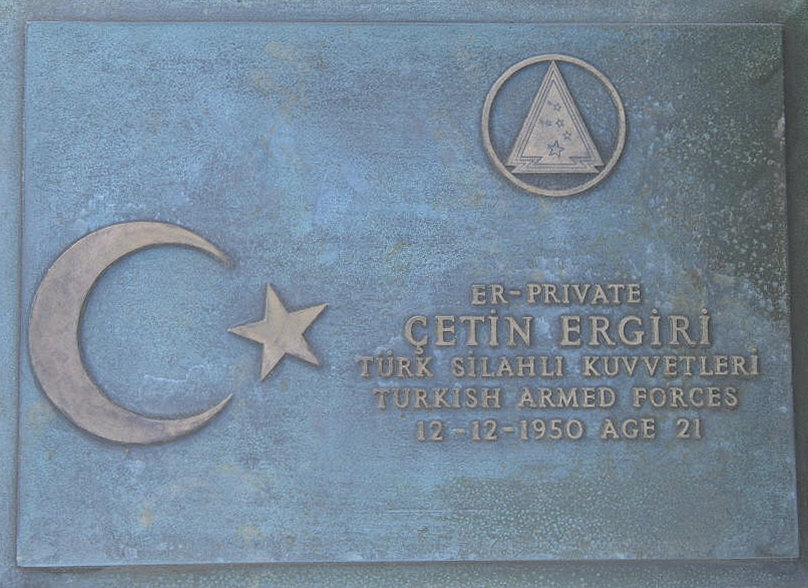 ER-PRIVATE
ÇETİN ERGİRİ
TÜRK SİLAHLI KUVVETLERİ
TURKISH ARMED FORCES
12-12-1950 AGE 21